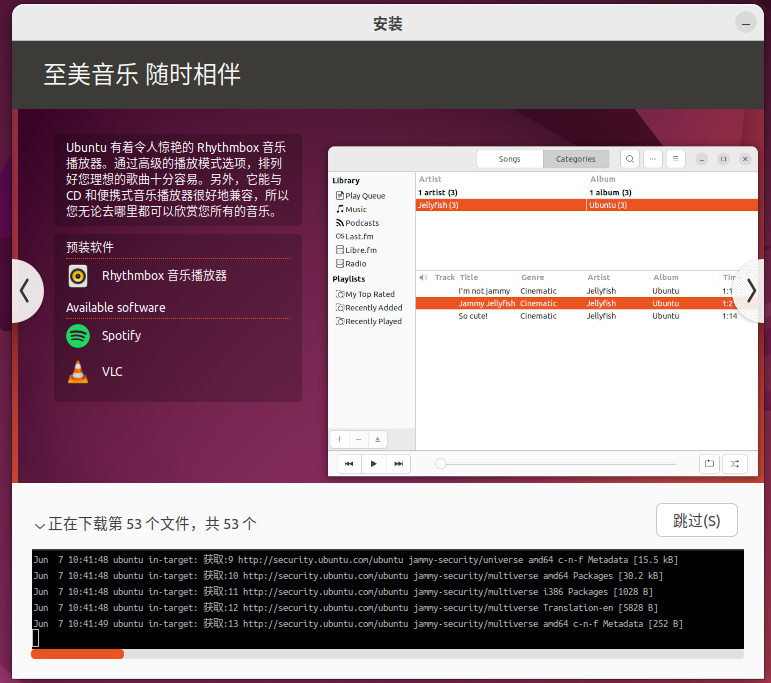 安装
至美音乐 随时相伴
Ubuntu 有着令人惊艳的 Rhythmbox 音乐
播放器。通过高级的播放模式选项，排列
好您理想的歌曲十分容易。另外，它能与
CD 和便携式音乐播放器很好地兼容，所以
您无论去哪里都可以欣赏您所有的音乐。
预装软件
Rhythmbox 音乐播放器
Available software
Spotify
VLC
Songs Categories
Library
Play Queue
Music
Podcasts
Last.fm
Libre.fm
Radio
Playlists
My Top Rated
Recently Added
Recently Played
Artist Album
1 artist (3) 1 album (3)
Jellyfish (3) Ubuntu (3)
Track Title Genre Artist Album
I'm not jammy Cinematic Jellyfish Ubuntu
Jammy Jellyfish Cinematic Jellyfish Ubuntu
So cute! Cinematic Jellyfish Ubuntu 1:14
正在下载第 53 个文件，共 53 个
跳过(S)
Jun 7 10:41:48 ubuntu in-target: 获取:9 http://security.ubuntu.com/ubuntu jammy-security/universe amd64 c-n-f Metadata [15.5 kB]
Jun 7 10:41:48 ubuntu in-target: 获取:10 http://security.ubuntu.com/ubuntu jammy-security/multiverse amd64 Packages [30.2 kB]
Jun 7 10:41:48 ubuntu in-target: 获取:11 http://security.ubuntu.com/ubuntu jammy-security/multiverse i386 Packages [1028 B]
Jun 7 10:41:48 ubuntu in-target: 获取:12 http://security.ubuntu.com/ubuntu jammy-security/multiverse Translation-en [5828 B]
Jun 7 10:41:49 ubuntu in-target: 获取:13 http://security.ubuntu.com/ubuntu jammy-security/multiverse amd64 c-n-f Metadata [252 B]